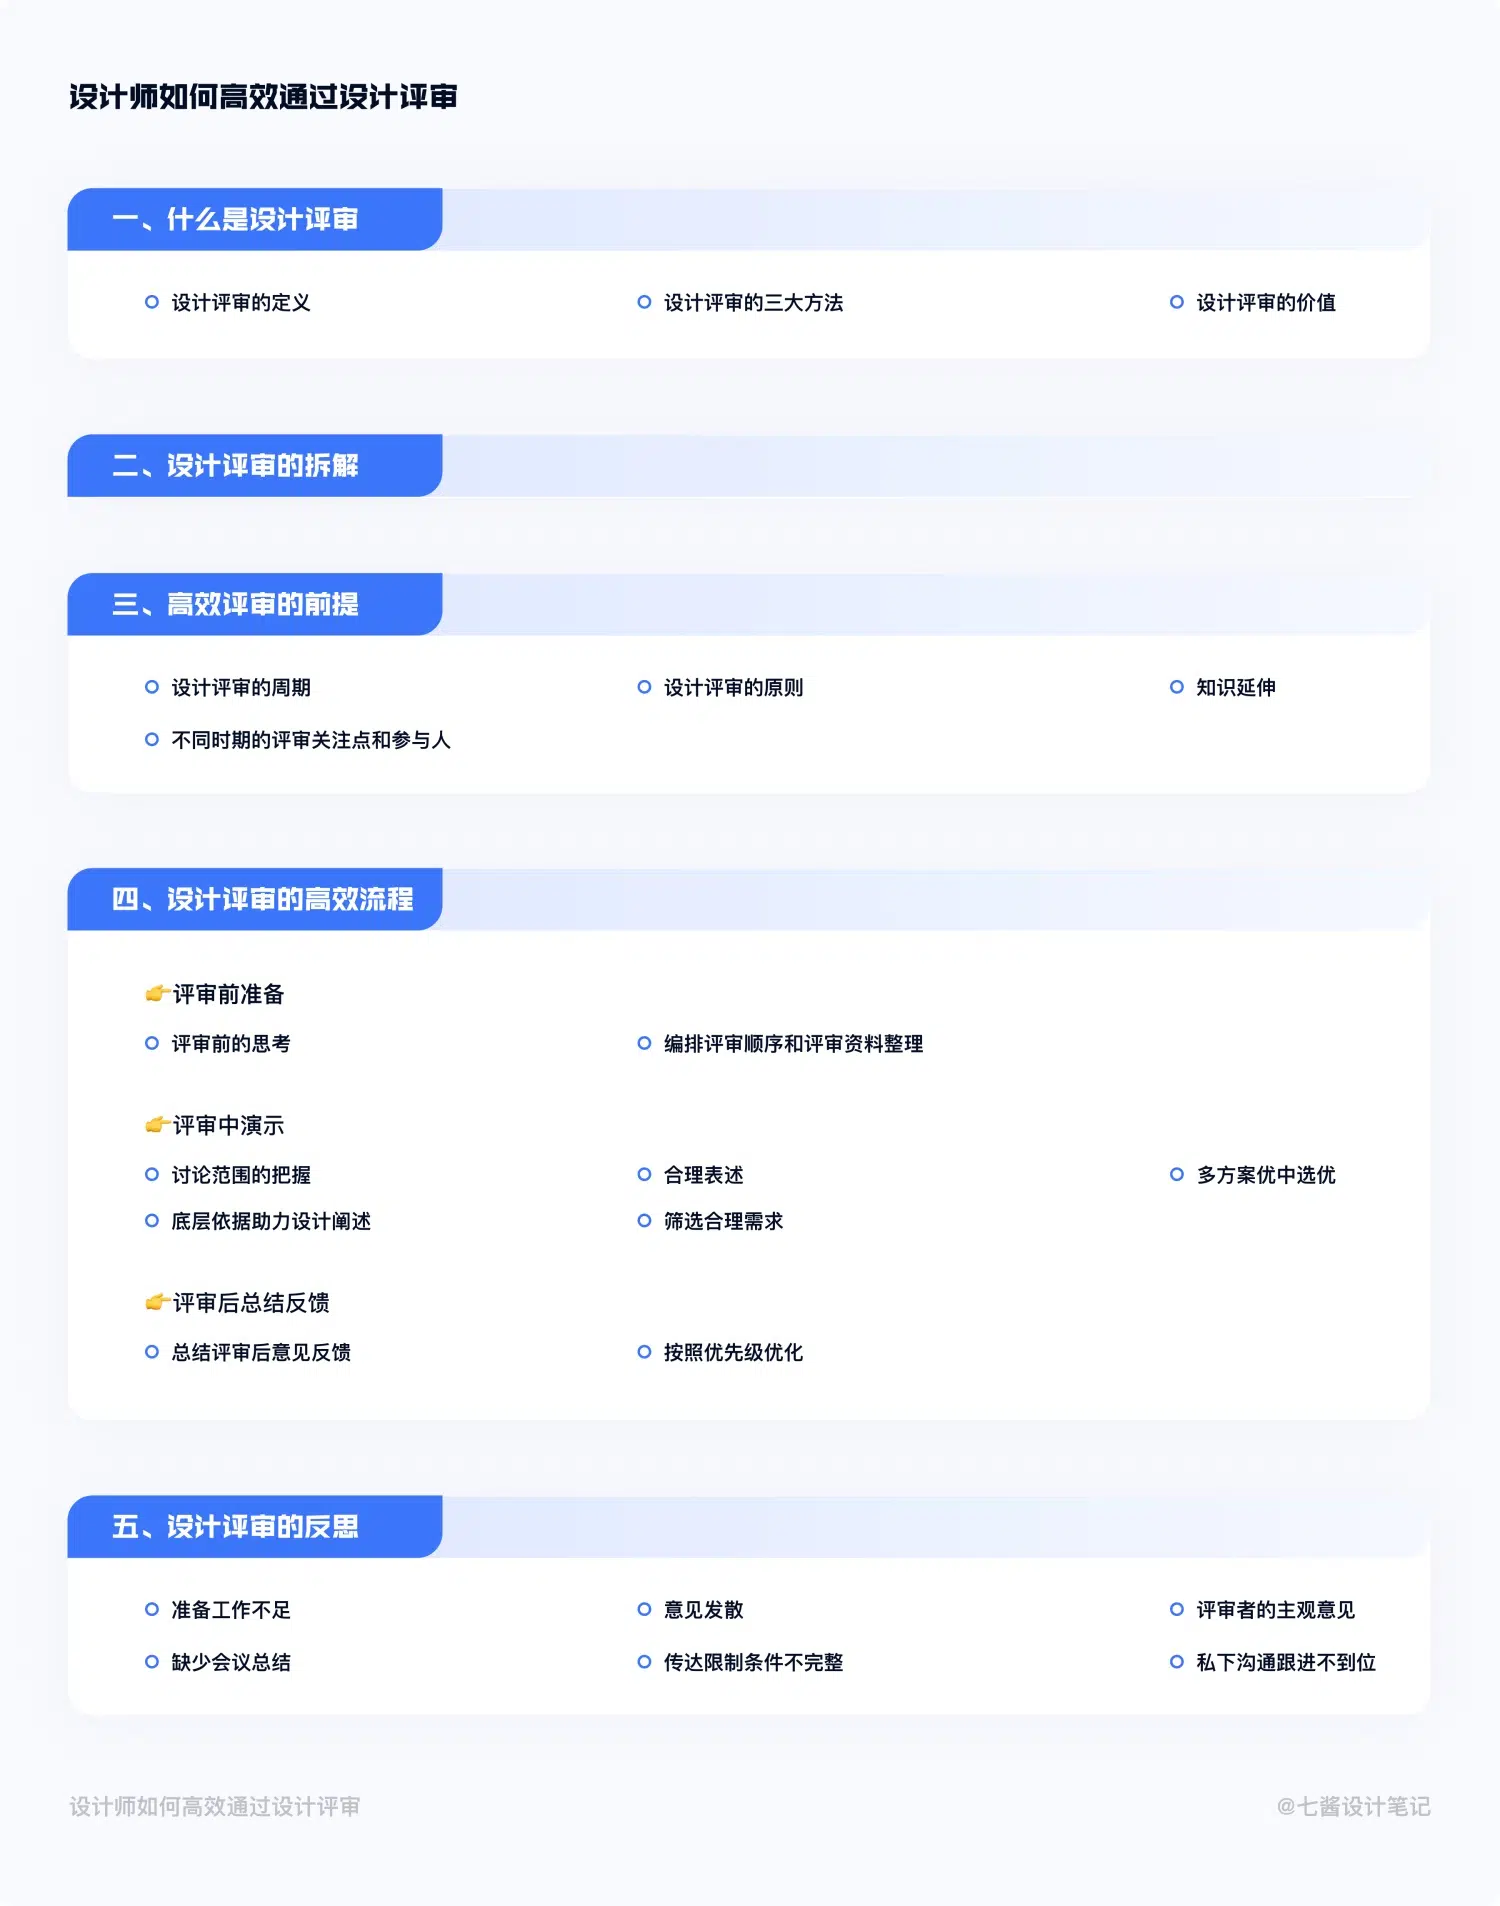 设计师如何高效通过设计评审
一、什么是设计评审
设计评审的定义 设计评审的三大方法 设计评审的价值
二、设计评审的拆解
三、高效评审的前提
设计评审的周期 设计评审的原则 知识延伸
不同时期的评审关注点和参与人
四、设计评审的高效流程
👉评审前准备
评审前的思考 编排评审顺序和评审资料整理
👉评审中演示
讨论范围的把握 合理表述 多方案优中选优
底层依据助力设计阐述 筛选合理需求
👉评审后总结反馈
总结评审后意见反馈 按照优先级优化
五、设计评审的反思
准备工作不足 意见发散 评审者的主观意见
缺少会议总结 传达限制条件不完整 私下沟通跟进不到位
设计师如何高效通过设计评审 @七酱设计笔记